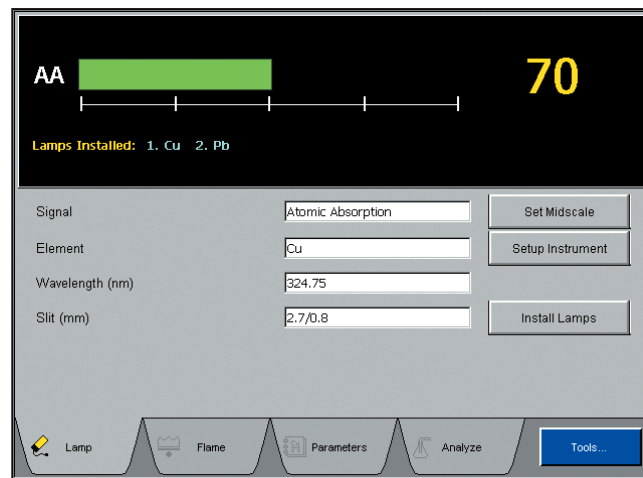 AA 70
Lamps Installed: 1. Cu 2. Pb
Signal Atomic Absorption Set Midscale
Element Cu Setup Instrument
Wavelength (nm) 324.75
Slit (mm) 2.7/0.8 Install Lamps
Lamp Flame Parameters Analyze Tools...